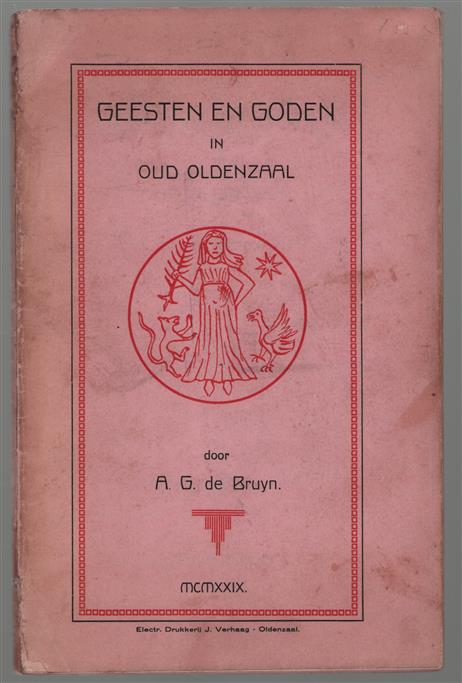 GEESTEN EN GODEN
IN
OUD OLDENZAAL
door
A. G. de Bruyn.
MCMXXIX.
Electr. Drukkerij J. Verhaag - Oldenzaal.